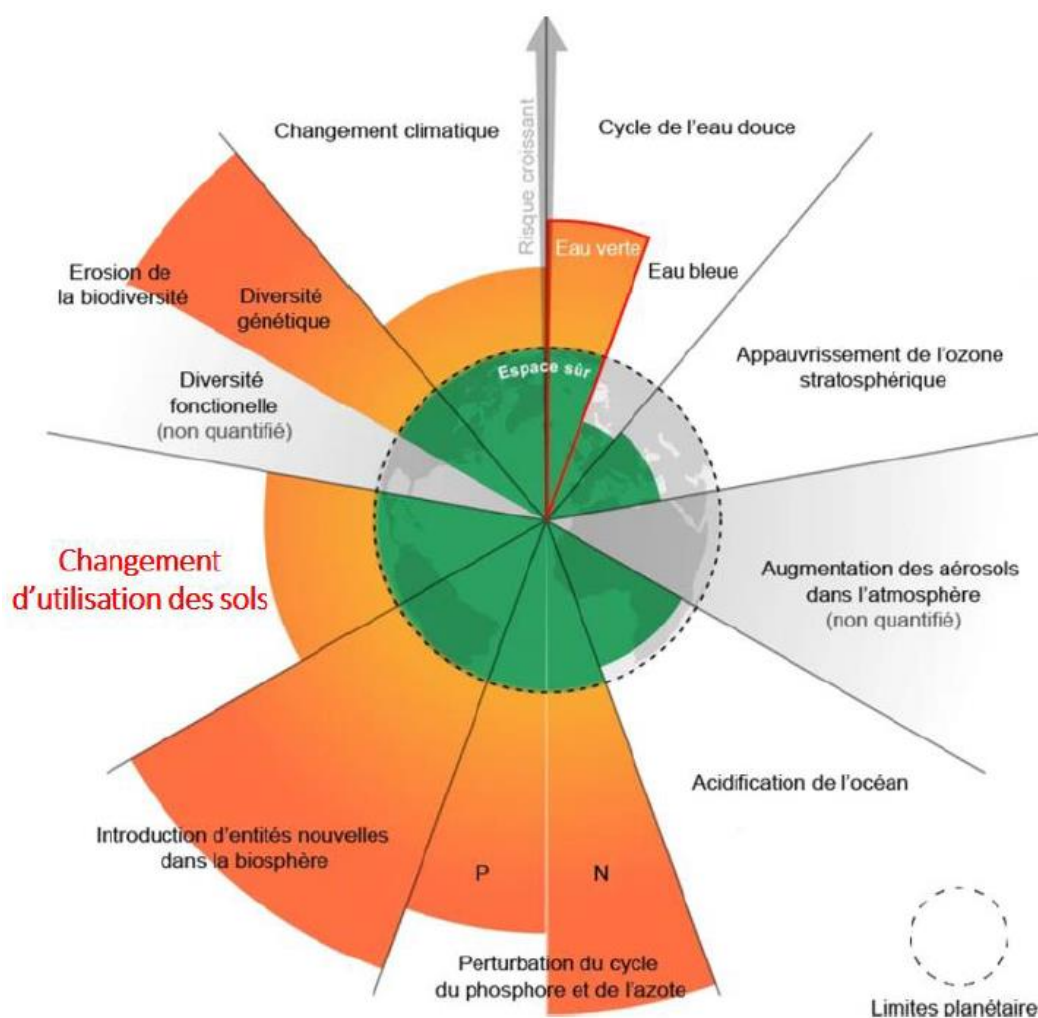 Changement climatique
Risque croissant
Cycle de l'eau douce
Eau verte
Eau bleue
Erosion de
la biodiversité
Diversité
génétique
Diversité
fonctionelle
(non quantifié)
Espace sûr
Appauvrissement de l'ozone
stratosphérique
Changement
d'utilisation des sols
Augmentation des aérosols
dans l'atmosphère
(non quantifié)
Acidification de l'océan
Introduction d'entités nouvelles
dans la biosphère
P
N
Perturbation du cycle
du phosphore et de l'azote
Limites planétaire